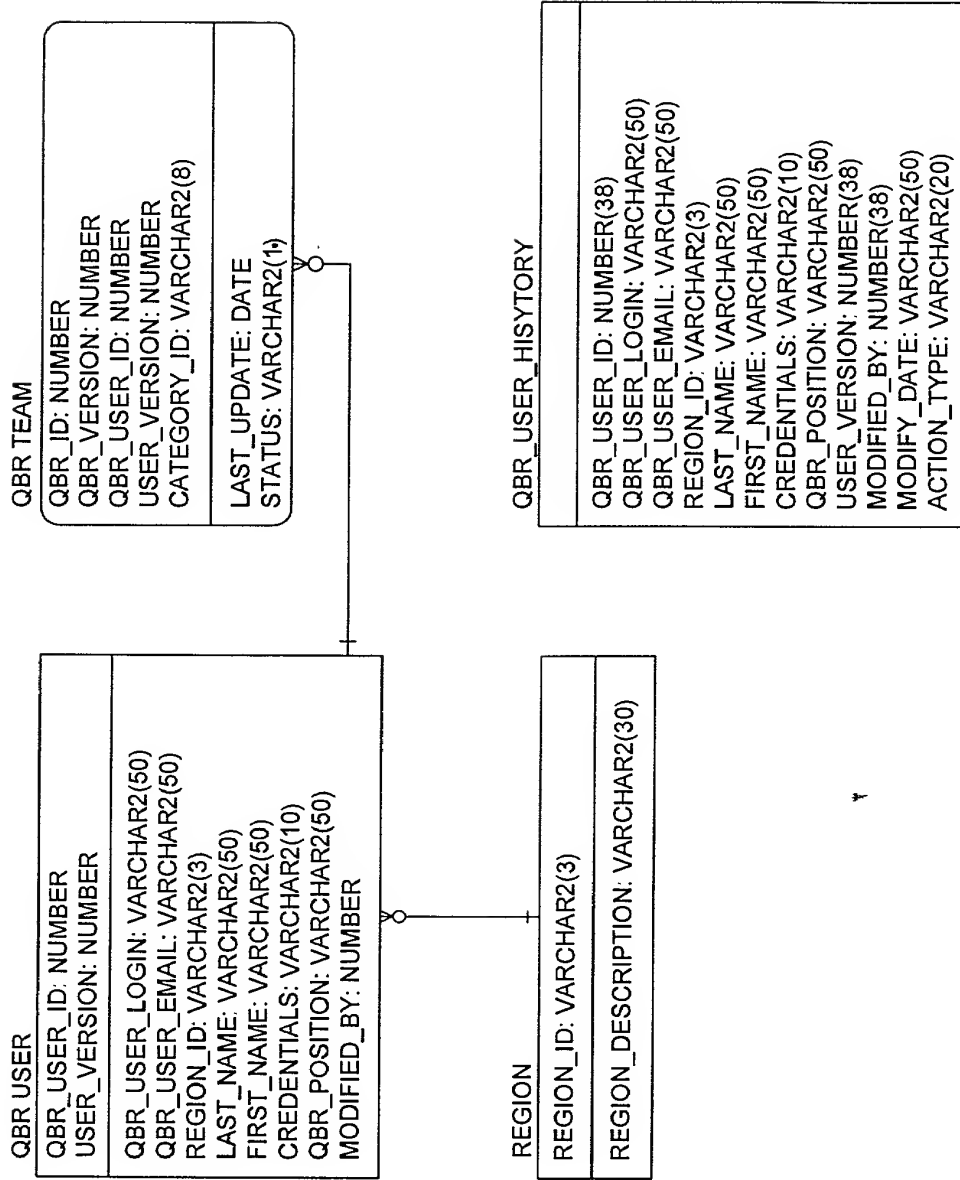 QBR USER
QBR_USER_ID: NUMBER
USER_VERSION: NUMBER
QBR_USER_LOGIN: VARCHAR2(50)
QBR_USER_EMAIL: VARCHAR2(50)
REGION_ID: VARCHAR2(3)
LAST_NAME: VARCHAR2(50)
FIRST_NAME: VARCHAR2(50)
CREDENTIALS: VARCHAR2(10)
QBR_POSITION: VARCHAR2(50)
MODIFIED_BY: NUMBER
QBR TEAM
QBR_ID: NUMBER
QBR_VERSION: NUMBER
QBR_USER_ID: NUMBER
USER_VERSION: NUMBER
CATEGORY_ID: VARCHAR2(8)
LAST_UPDATE: DATE
STATUS: VARCHAR2(1)
REGION
REGION_ID: VARCHAR2(3)
REGION_DESCRIPTION: VARCHAR2(30)
QBR_USER_HISYTORY
QBR_USER_ID: NUMBER(38)
QBR_USER_LOGIN: VARCHAR2(50)
QBR_USER_EMAIL: VARCHAR2(50)
REGION_ID: VARCHAR2(3)
LAST_NAME: VARCHAR2(50)
FIRST_NAME: VARCHAR2(50)
CREDENTIALS: VARCHAR2(10)
QBR_POSITION: VARCHAR2(50)
USER_VERSION: NUMBER(38)
MODIFIED_BY: NUMBER(38)
MODIFY_DATE: VARCHAR2(50)
ACTION_TYPE: VARCHAR2(20)